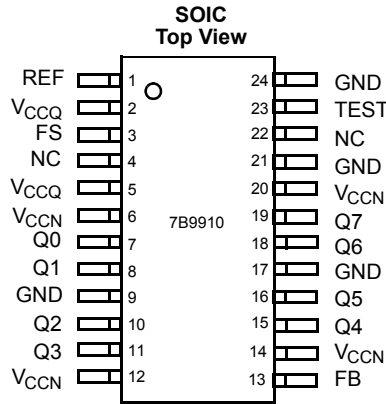 SOIC
Top View
REF 1 24 GND
VCCQ 2 23 TEST
FS 3 22 NC
NC 4 21 GND
VCCQ 5 20 VCCN
VCCN 6 19 Q7
7B9910
Q0 7 18 Q6
Q1 8 17 GND
GND 9 16 Q5
Q2 10 15 Q4
Q3 11 14 VCCN
VCCN 12 13 FB